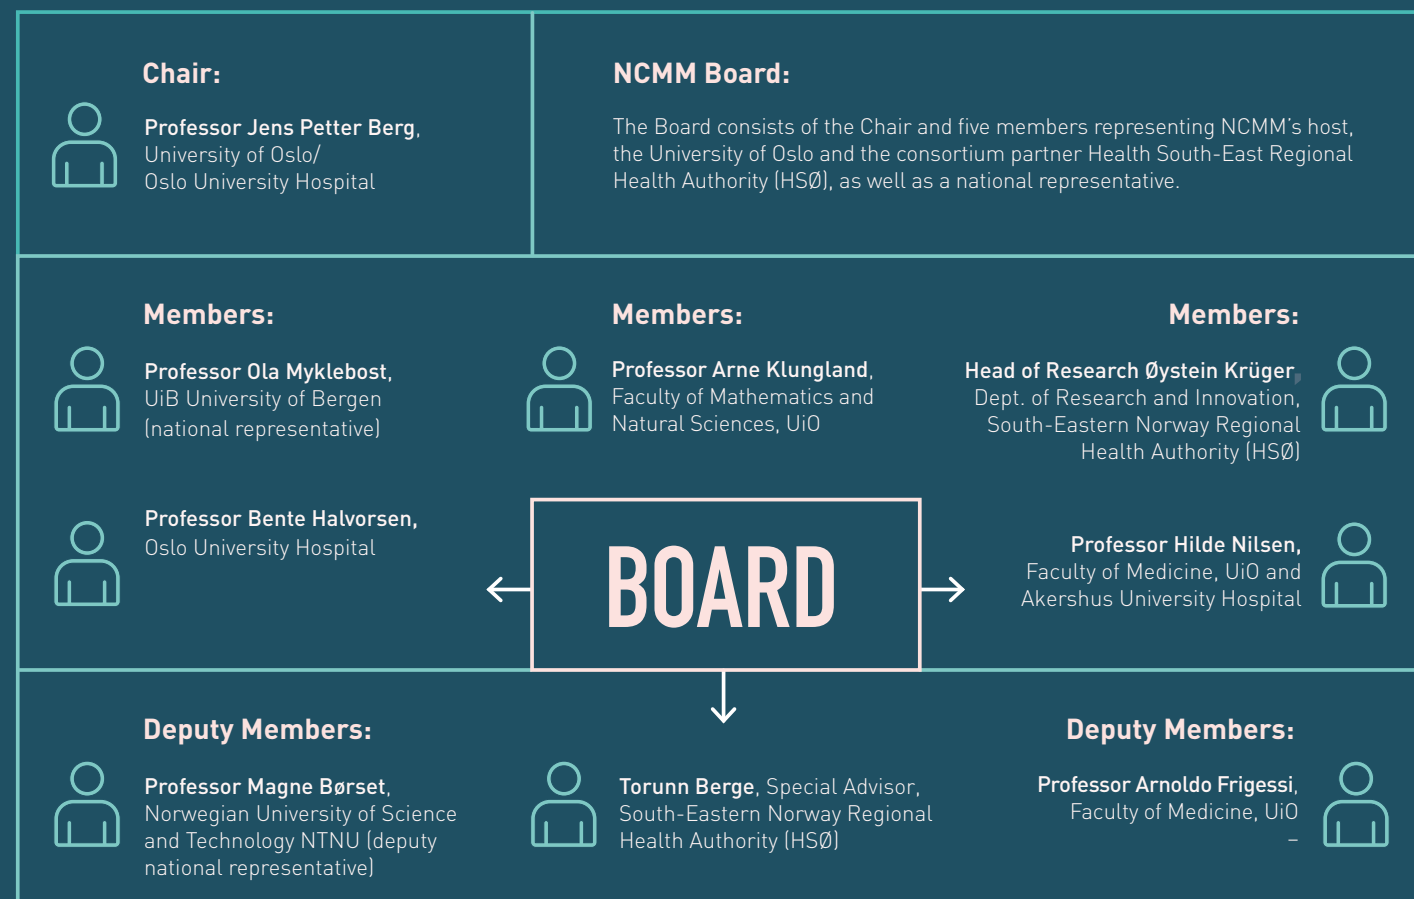 Chair:
Professor Jens Petter Berg,
University of Oslo/
Oslo University Hospital
NCMM Board:
The Board consists of the Chair and five members representing NCMM's host,
the University of Oslo and the consortium partner Health South-East Regional
Health Authority (HSØ), as well as a national representative.
Members:
Professor Ola Myklebost,
UiB University of Bergen
(national representative)
Professor Bente Halvorsen,
Oslo University Hospital
Members:
Professor Arne Klungland,
Faculty of Mathematics and
Natural Sciences, UiO
Members:
Head of Research Øystein Krüger,
Dept. of Research and Innovation,
South-Eastern Norway Regional
Health Authority (HSØ)
Professor Hilde Nilsen,
Faculty of Medicine, UiO and
Akershus University Hospital
BOARD
Deputy Members:
Professor Magne Børset,
Norwegian University of Science
and Technology NTNU (deputy
national representative)
Torunn Berge, Special Advisor,
South-Eastern Norway Regional
Health Authority (HSØ)
Deputy Members:
Professor Arnoldo Frigessi,
Faculty of Medicine, UiO
–